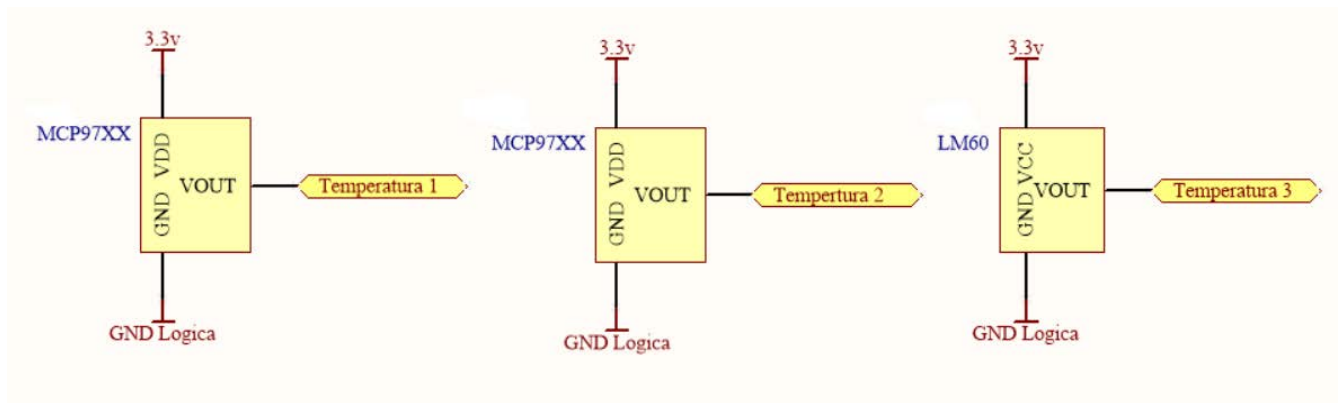 3.3v
MCP97XX
VDD
GND
VOUT
Temperatura 1
GND Logica
3.3v
MCP97XX
VDD
GND
VOUT
Tempertura 2
GND Logica
3.3v
LM60
VCC
GND
VOUT
Temperatura 3
GND Logica